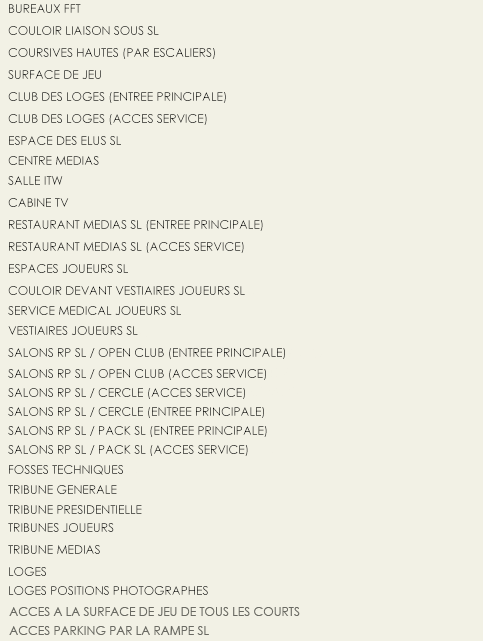 BUREAUX FFT
COULOIR LIAISON SOUS SL
COURSIVES HAUTES (PAR ESCALIERS)
SURFACE DE JEU
CLUB DES LOGES (ENTREE PRINCIPALE)
CLUB DES LOGES (ACCES SERVICE)
ESPACE DES ELUS SL
CENTRE MEDIAS
SALLE ITW
CABINE TV
RESTAURANT MEDIAS SL (ENTREE PRINCIPALE)
RESTAURANT MEDIAS SL (ACCES SERVICE)
ESPACES JOUEURS SL
COULOIR DEVANT VESTIAIRES JOUEURS SL
SERVICE MEDICAL JOUEURS SL
VESTIAIRES JOUEURS SL
SALONS RP SL / OPEN CLUB (ENTREE PRINCIPALE)
SALONS RP SL / OPEN CLUB (ACCES SERVICE)
SALONS RP SL / CERCLE (ACCES SERVICE)
SALONS RP SL / CERCLE (ENTREE PRINCIPALE)
SALONS RP SL / PACK SL (ENTREE PRINCIPALE)
SALONS RP SL / PACK SL (ACCES SERVICE)
FOSSES TECHNIQUES
TRIBUNE GENERALE
TRIBUNE PRESIDENTIELLE
TRIBUNES JOUEURS
TRIBUNE MEDIAS
LOGES
LOGES POSITIONS PHOTOGRAPHES
ACCES A LA SURFACE DE JEU DE TOUS LES COURTS
ACCES PARKING PAR LA RAMPE SL